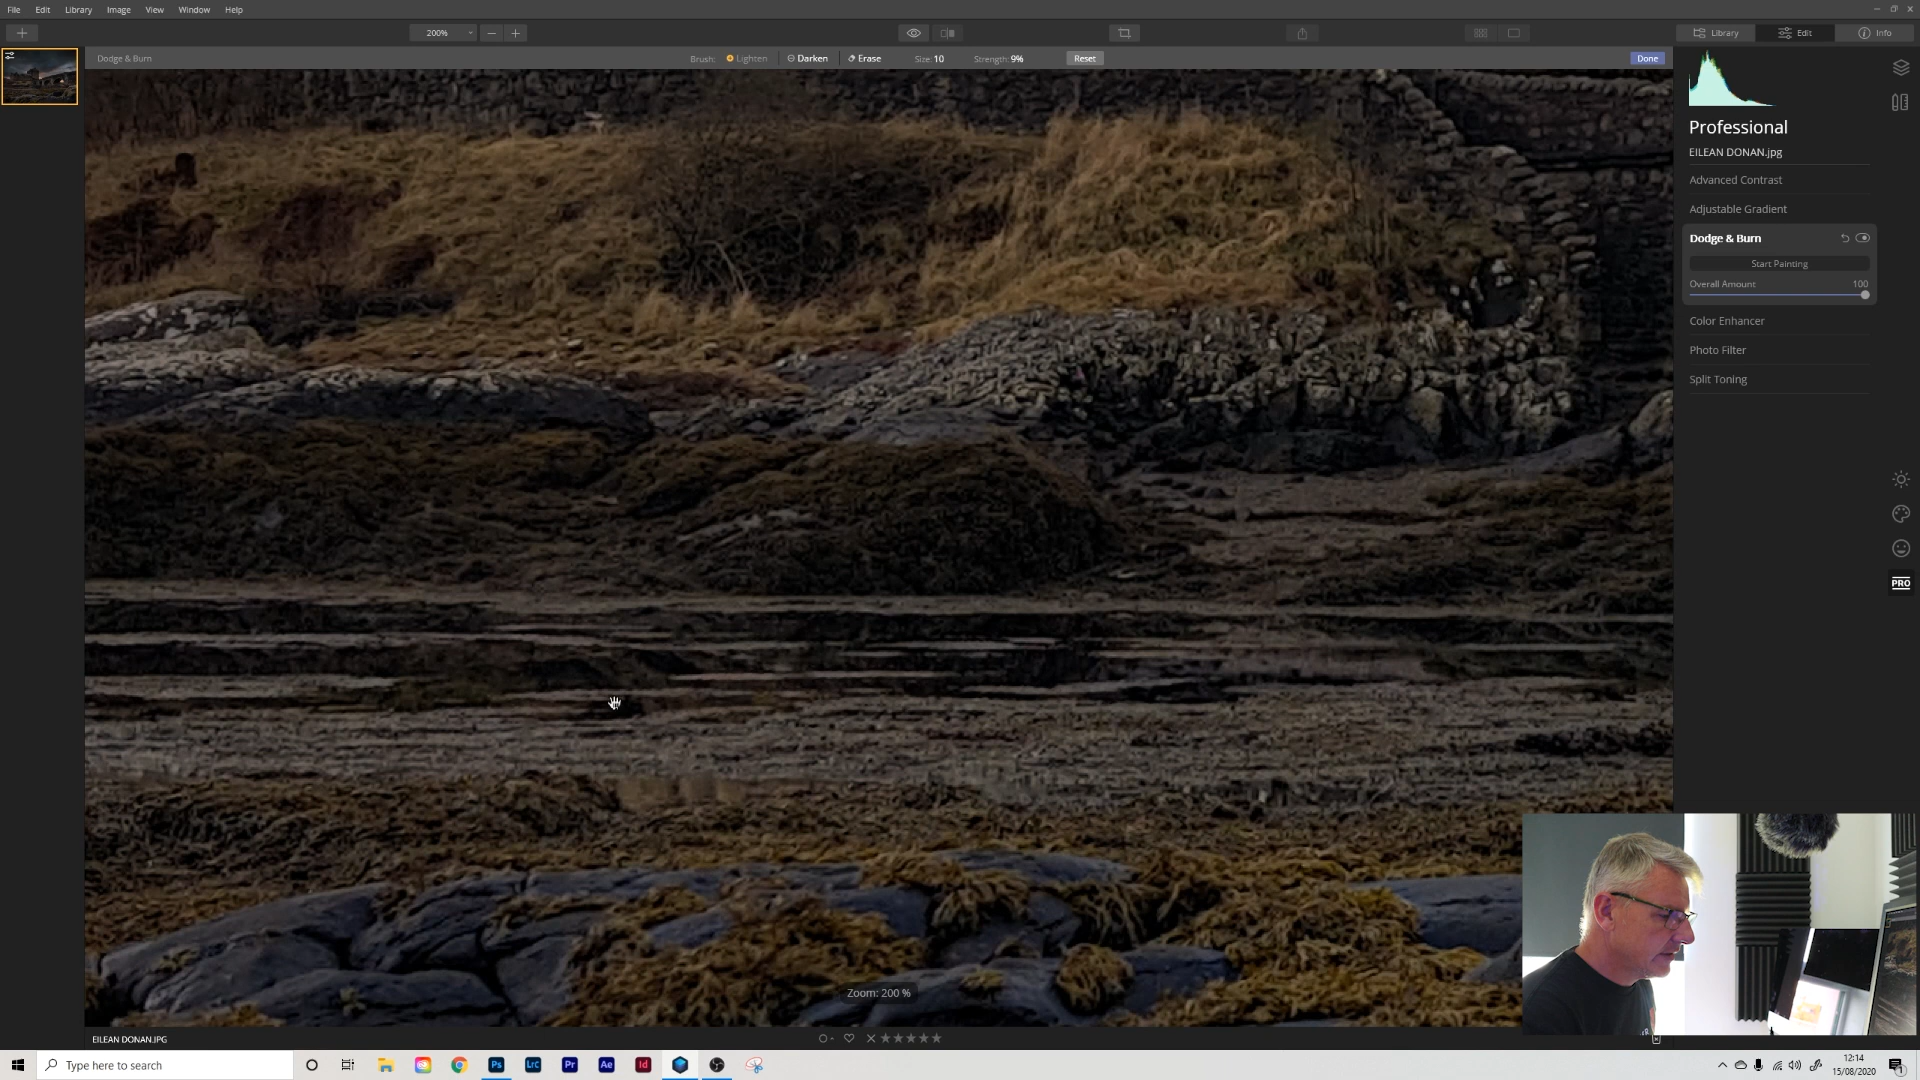 File Edit Library Image View Window Help
200%
Library Edit Info
Dodge & Burn Brush: Lighten Darken Erase Size: 10 Strength: 9% Reset Done
Professional
EILEAN DONAN.jpg
Advanced Contrast
Adjustable Gradient
Dodge & Burn
Start Painting
Overall Amount 100
Color Enhancer
Photo Filter
Split Toning
PRO
Zoom: 200 %
EILEAN DONAN.JPG
Type here to search
Ps LrC Pr Ae Id
12:14
15/08/2020